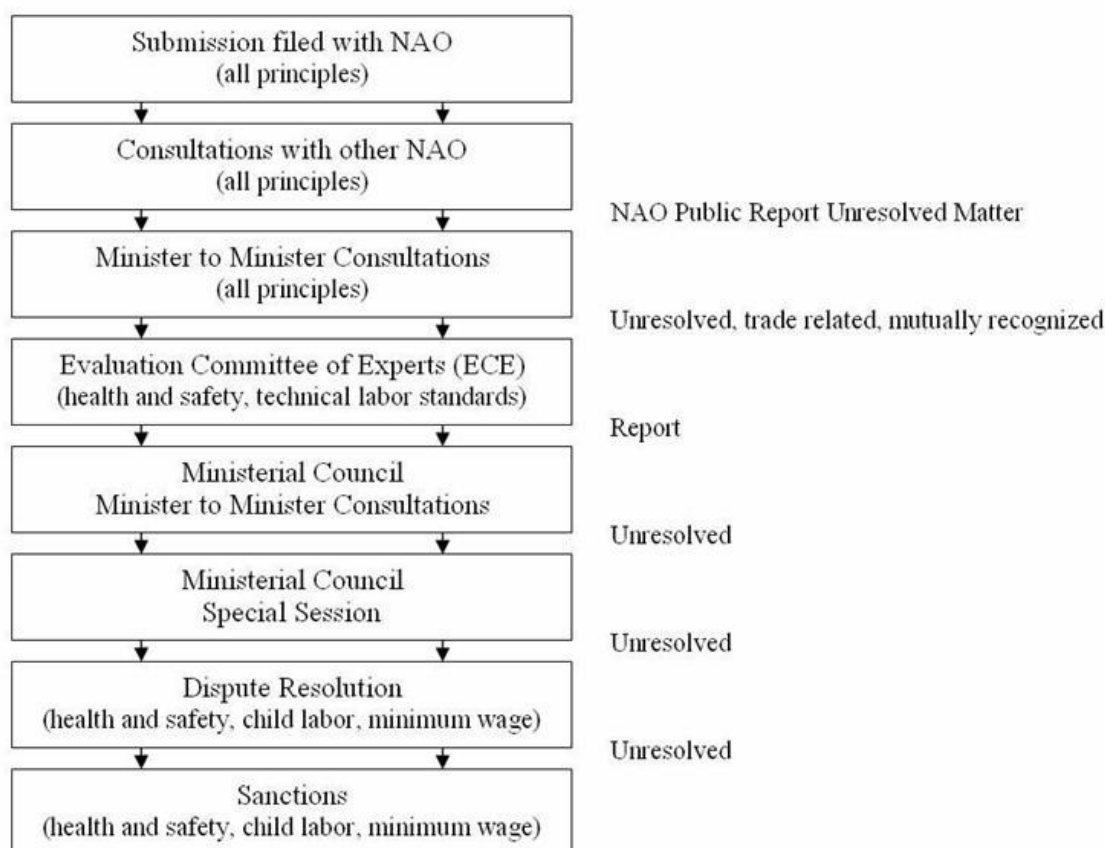 Submission filed with NAO
(all principles)
Consultations with other NAO
(all principles)
NAO Public Report Unresolved Matter
Minister to Minister Consultations
(all principles)
Unresolved, trade related, mutually recognized
Evaluation Committee of Experts (ECE)
(health and safety, technical labor standards)
Report
Ministerial Council
Minister to Minister Consultations
Unresolved
Ministerial Council
Special Session
Unresolved
Dispute Resolution
(health and safety, child labor, minimum wage)
Unresolved
Sanctions
(health and safety, child labor, minimum wage)